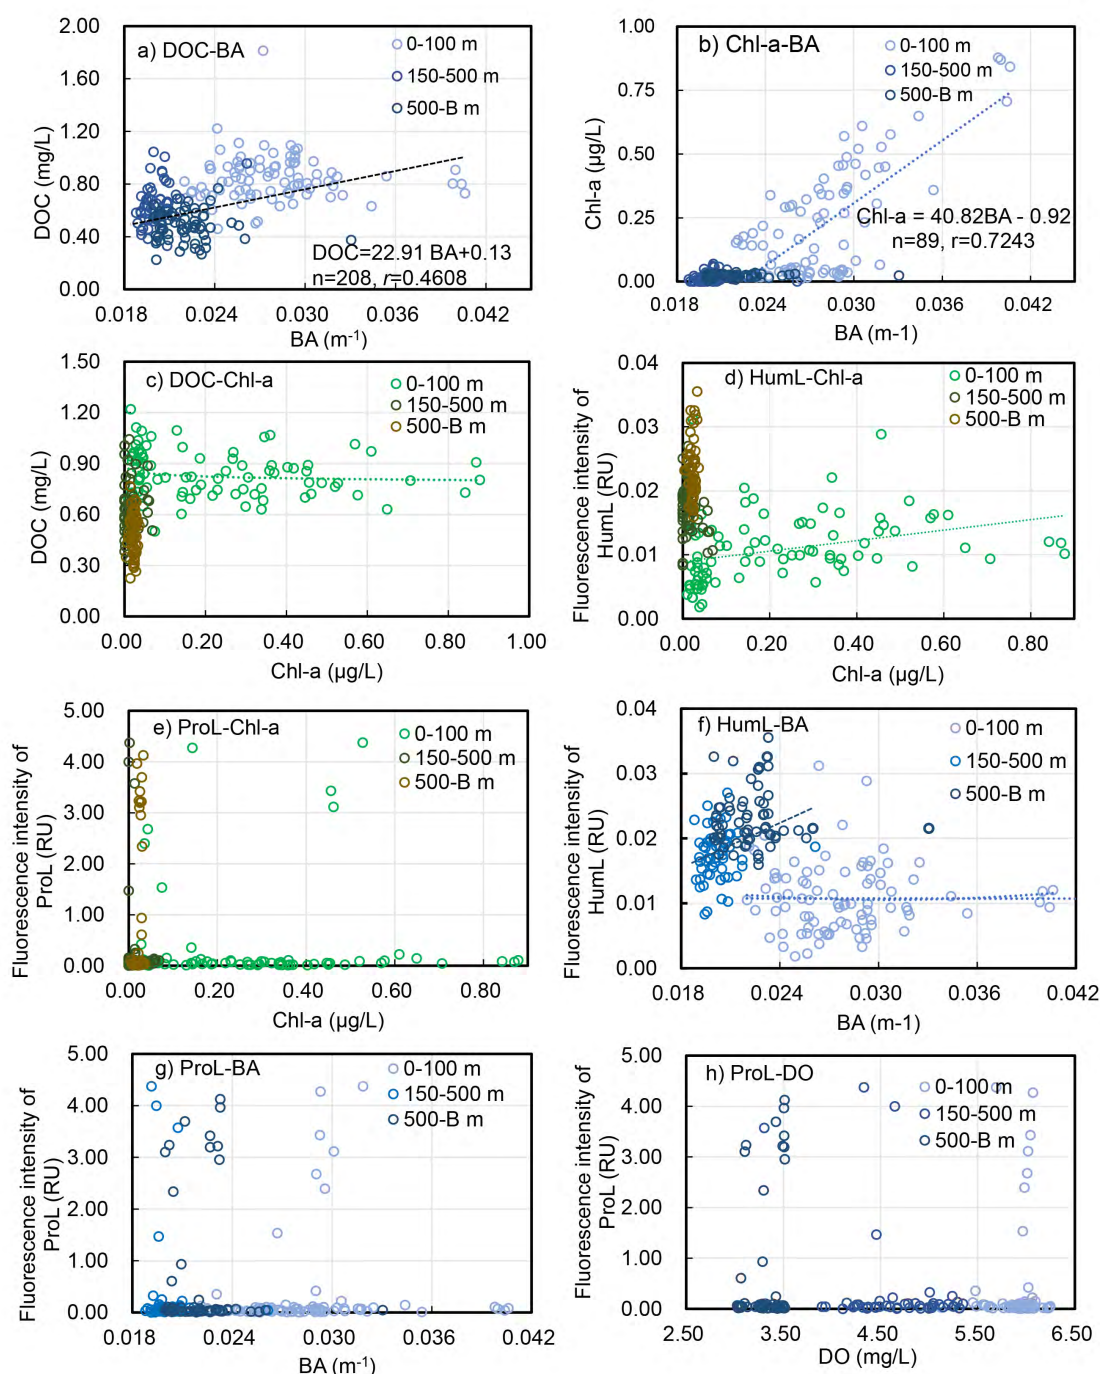 a) DOC-BA
0-100 m
150-500 m
500-B m
2.00
1.60
1.20
0.80
0.40
0.00
DOC (mg/L)
DOC=22.91 BA+0.13
n=208, r=0.4608
0.018
0.024
0.030
0.036
0.042
BA (m-1)
b) Chl-a-BA
0-100 m
150-500 m
500-B m
1.00
0.75
0.50
0.25
0.00
Chl-a (µg/L)
Chl-a = 40.82BA - 0.92
n=89, r=0.7243
0.018
0.024
0.030
0.036
0.042
BA (m-1)
c) DOC-Chl-a
0-100 m
150-500 m
500-B m
1.50
1.20
0.90
0.60
0.30
0.00
DOC (mg/L)
0.00
0.20
0.40
0.60
0.80
1.00
Chl-a (µg/L)
d) HumL-Chl-a
0-100 m
150-500 m
500-B m
0.04
0.03
0.02
0.01
0.00
Fluorescence intensity of
HumL (RU)
0.00
0.20
0.40
0.60
0.80
Chl-a (µg/L)
e) ProL-Chl-a
0-100 m
150-500 m
500-B m
5.00
4.00
3.00
2.00
1.00
0.00
Fluorescence intensity of
ProL (RU)
0.00
0.20
0.40
0.60
0.80
Chl-a (µg/L)
f) HumL-BA
0-100 m
150-500 m
500-B m
0.04
0.03
0.02
0.01
0.00
Fluorescence intensity of
HumL (RU)
0.018
0.024
0.030
0.036
0.042
BA (m-1)
g) ProL-BA
0-100 m
150-500 m
500-B m
5.00
4.00
3.00
2.00
1.00
0.00
Fluorescence intensity of
ProL (RU)
0.018
0.024
0.030
0.036
0.042
BA (m-1)
h) ProL-DO
0-100 m
150-500 m
500-B m
5.00
4.00
3.00
2.00
1.00
0.00
Fluorescence intensity of
ProL (RU)
2.50
3.50
4.50
5.50
6.50
DO (mg/L)